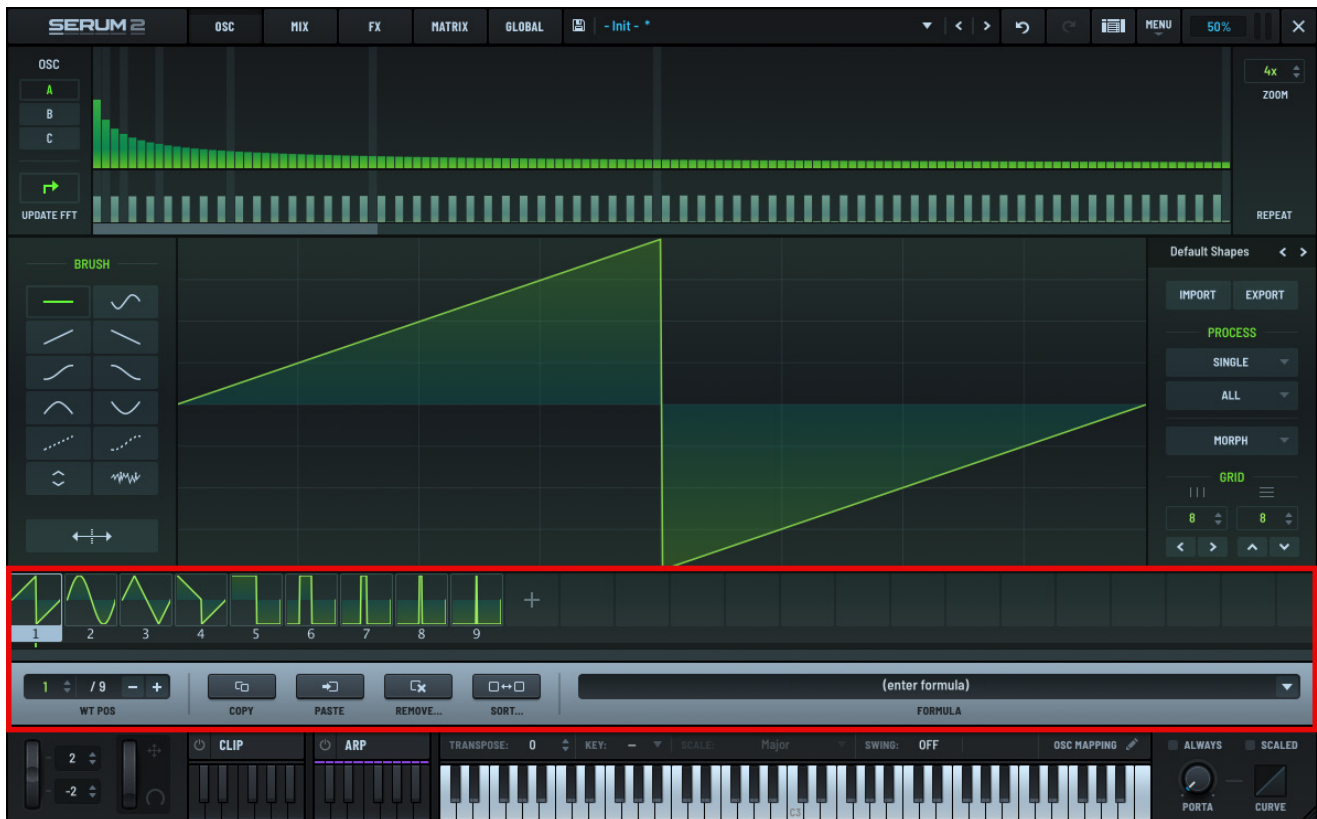 SERUM 2 OSC MIX FX MATRIX GLOBAL - Init - * MENU 50%
OSC
A
B
C
UPDATE FFT
4x
ZOOM
REPEAT
BRUSH
Default Shapes
IMPORT EXPORT
PROCESS
SINGLE
ALL
MORPH
GRID
8 8
1 2 3 4 5 6 7 8 9
1 / 9 - +
WT POS COPY PASTE REMOVE... SORT...
(enter formula)
FORMULA
CLIP ARP TRANSPOSE: 0 KEY: – SCALE: Major SWING: OFF OSC MAPPING ALWAYS SCALED
2
-2
C3
PORTA CURVE